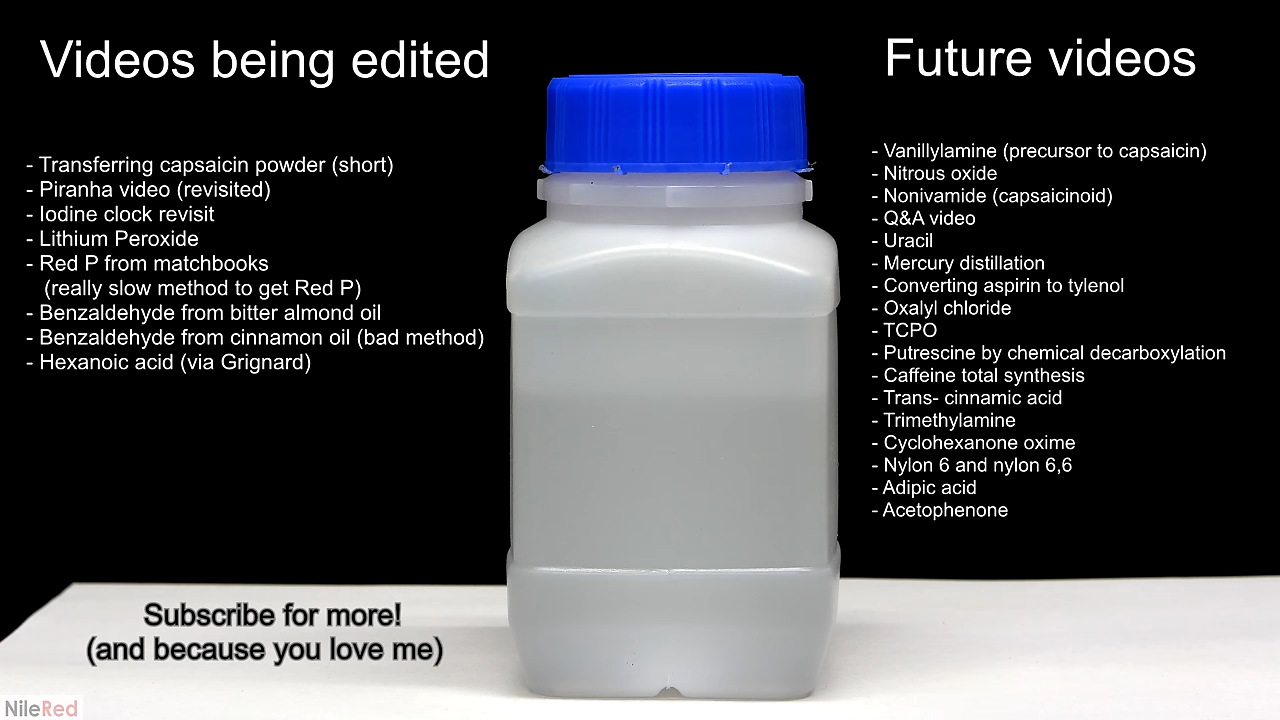 Videos being edited
- Transferring capsaicin powder (short)
- Piranha video (revisited)
- Iodine clock revisit
- Lithium Peroxide
- Red P from matchbooks
(really slow method to get Red P)
- Benzaldehyde from bitter almond oil
- Benzaldehyde from cinnamon oil (bad method)
- Hexanoic acid (via Grignard)
Future videos
- Vanillylamine (precursor to capsaicin)
- Nitrous oxide
- Nonivamide (capsaicinoid)
- Q&A video
- Uracil
- Mercury distillation
- Converting aspirin to tylenol
- Oxalyl chloride
- TCPO
- Putrescine by chemical decarboxylation
- Caffeine total synthesis
- Trans- cinnamic acid
- Trimethylamine
- Cyclohexanone oxime
- Nylon 6 and nylon 6,6
- Adipic acid
- Acetophenone
Subscribe for more!
(and because you love me)
NileRed